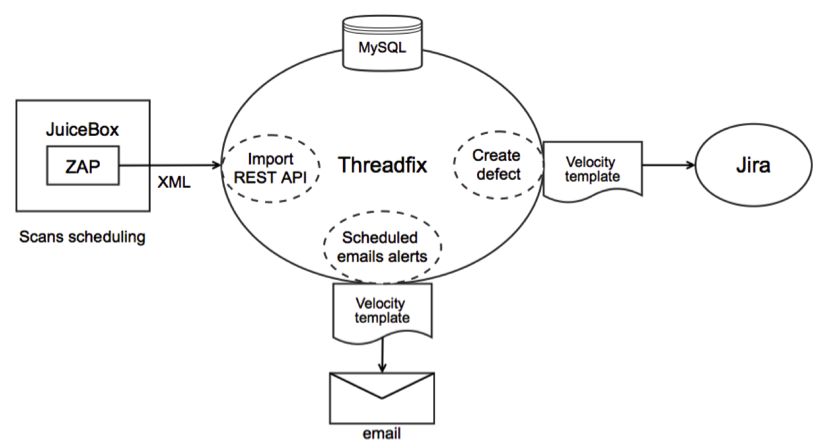 MySQL
JuiceBox
ZAP
XML
Scans scheduling
Import
REST API
Threadfix
Create
defect
Velocity
template
Jira
Scheduled
emails alerts
Velocity
template
email